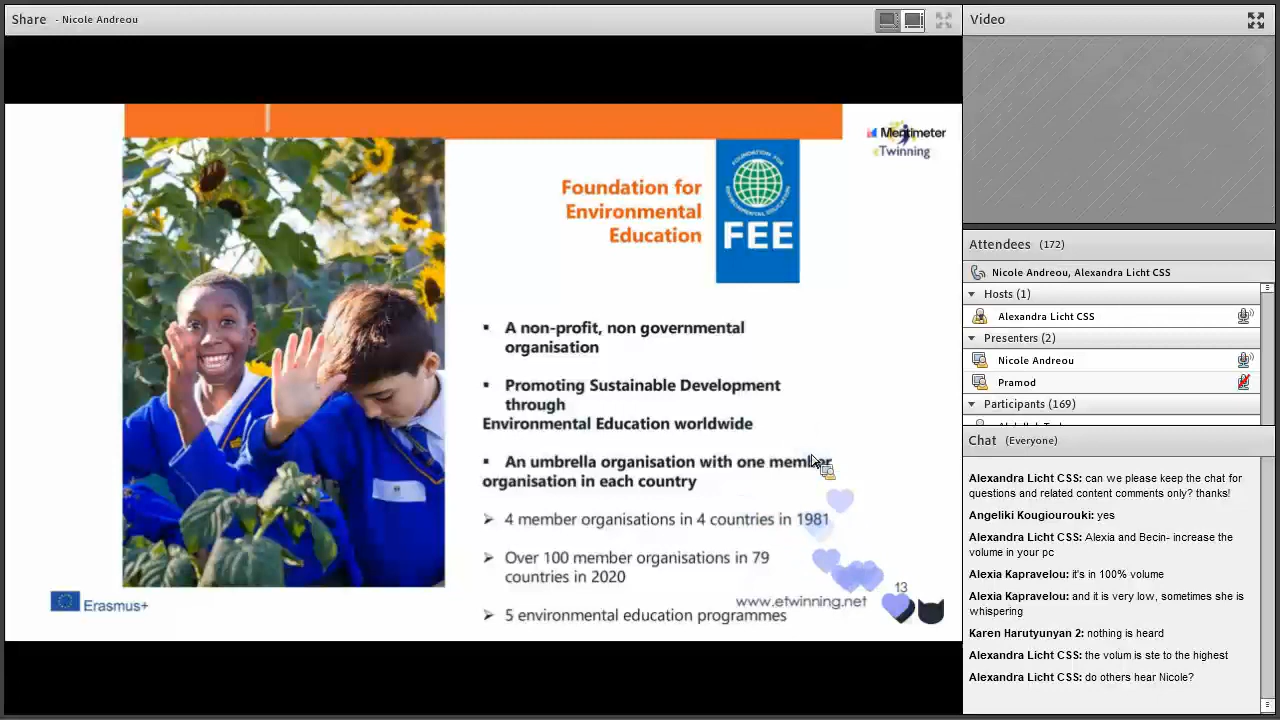 Share - Nicole Andreou
Video
Mentimeter
eTwinning
FOUNDATION FOR
ENVIRONMENTAL EDUCATION
FEE
Foundation for
Environmental
Education
▪ A non-profit, non governmental
organisation
▪ Promoting Sustainable Development
through
Environmental Education worldwide
▪ An umbrella organisation with one member
organisation in each country
➢ 4 member organisations in 4 countries in 1981
➢ Over 100 member organisations in 79
countries in 2020
➢ 5 environmental education programmes
Erasmus+
www.etwinning.net
13
Attendees (172)
Nicole Andreou, Alexandra Licht CSS
Hosts (1)
Alexandra Licht CSS
Presenters (2)
Nicole Andreou
Pramod
Participants (169)
Chat (Everyone)
Alexandra Licht CSS: can we please keep the chat for
questions and related content comments only? thanks!
Angeliki Kougiourouki: yes
Alexandra Licht CSS: Alexia and Becin- increase the
volume in your pc
Alexia Kapravelou: it's in 100% volume
Alexia Kapravelou: and it is very low, sometimes she is
whispering
Karen Harutyunyan 2: nothing is heard
Alexandra Licht CSS: the volum is ste to the highest
Alexandra Licht CSS: do others hear Nicole?